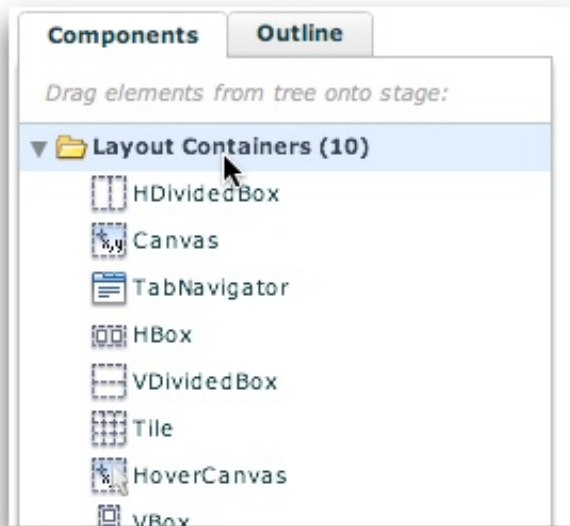 Components Outline
Drag elements from tree onto stage:
Layout Containers (10)
HDividedBox
Canvas
TabNavigator
HBox
VDividedBox
Tile
HoverCanvas
VBox